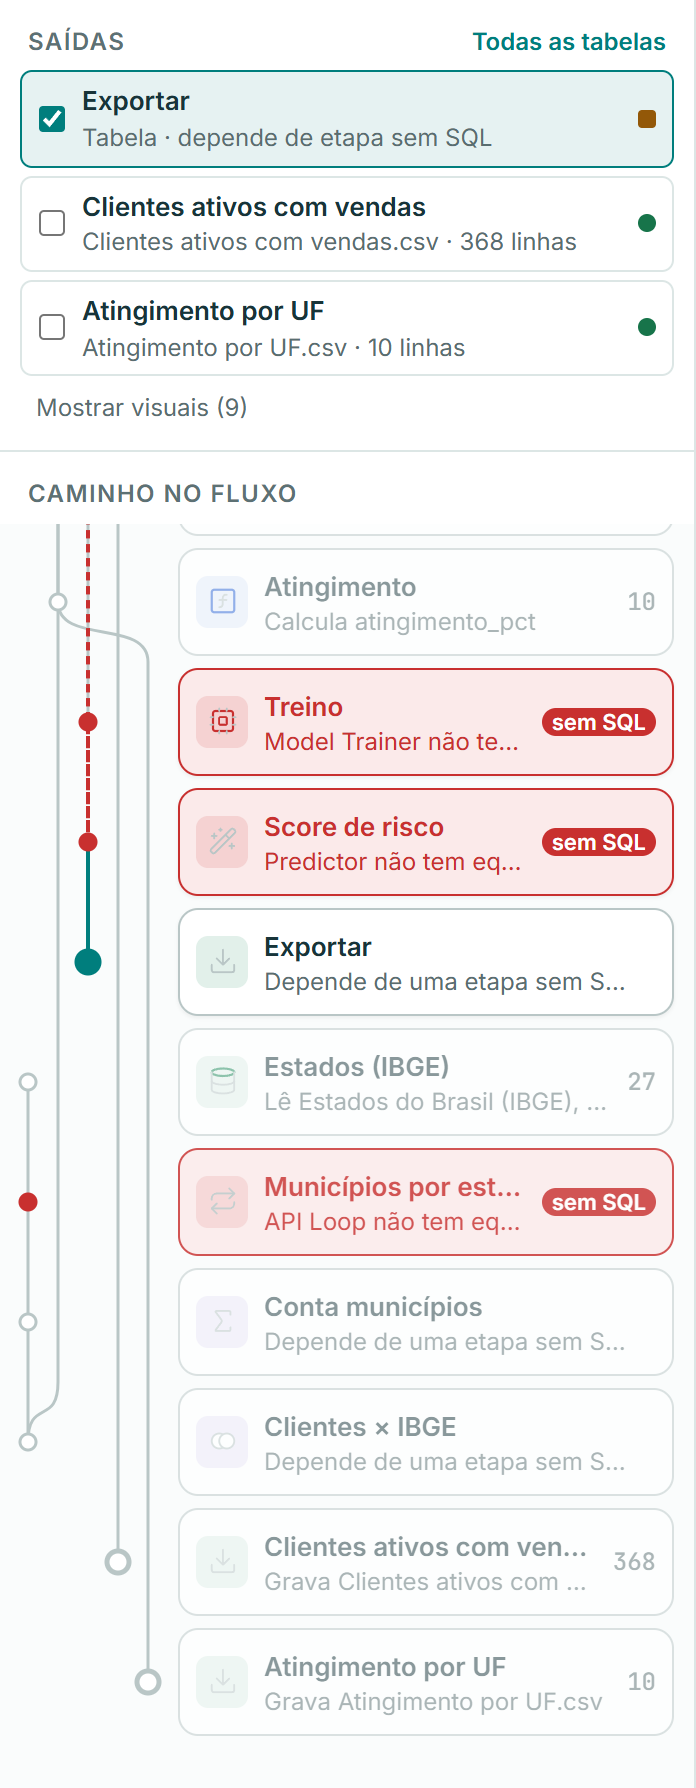 SAÍDAS
Todas as tabelas
Exportar
Tabela · depende de etapa sem SQL
Clientes ativos com vendas
Clientes ativos com vendas.csv · 368 linhas
Atingimento por UF
Atingimento por UF.csv · 10 linhas
Mostrar visuais (9)
CAMINHO NO FLUXO
Atingimento
10
Calcula atingimento_pct
Treino
sem SQL
Model Trainer não te...
Score de risco
sem SQL
Predictor não tem eq...
Exportar
Depende de uma etapa sem S...
Estados (IBGE)
27
Lê Estados do Brasil (IBGE), ...
Municípios por est...
sem SQL
API Loop não tem eq...
Conta municípios
Depende de uma etapa sem S...
Clientes × IBGE
Depende de uma etapa sem S...
Clientes ativos com ven...
368
Grava Clientes ativos com ...
Atingimento por UF
10
Grava Atingimento por UF.csv